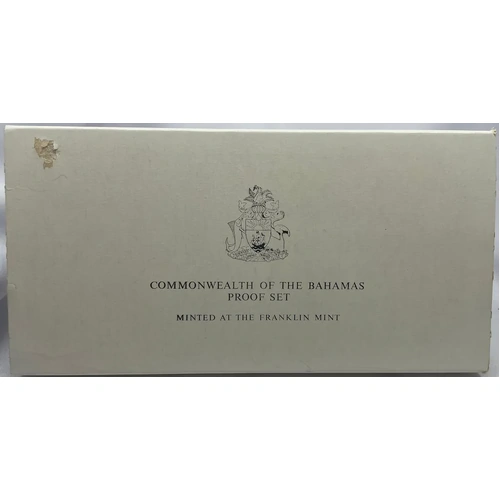 COMMONWEALTH OF THE BAHAMAS
PROOF SET
MINTED AT THE FRANKLIN MINT